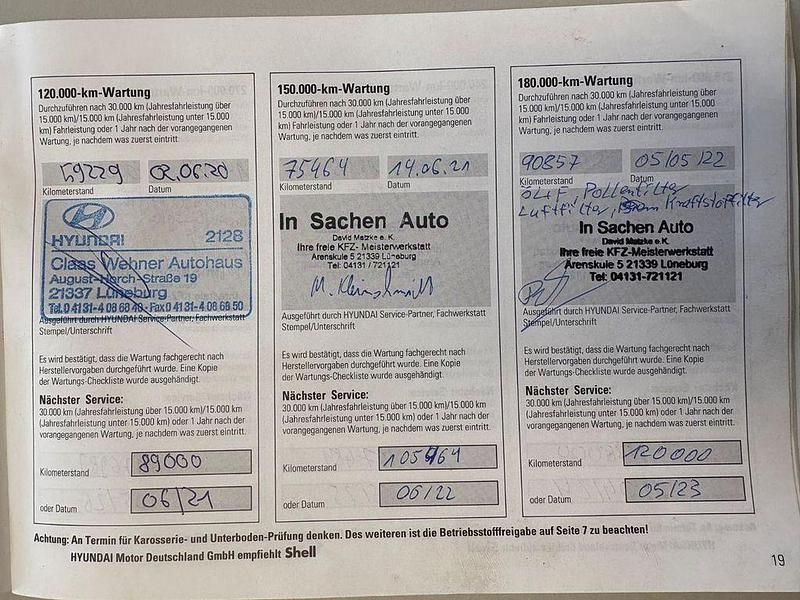 120.000-km-Wartung
Durchzuführen nach 30.000 km (Jahresfahrleistung über
15.000 km)/15.000 km (Jahresfahrleistung unter 15.000
km) Fahrleistung oder 1 Jahr nach der vorangegangenen
Wartung, je nachdem was zuerst eintritt.
59229 02.06.20
Kilometerstand Datum
HYUNDAI 2128
Claas Wehner Autohaus
August-Horch-Straße 19
21337 Lüneburg
Tel. 0 41 31-4 08 68 48 · Fax 0 41 31-4 08 68 50
Ausgeführt durch HYUNDAI Service-Partner, Fachwerkstatt
Stempel/Unterschrift
Es wird bestätigt, dass die Wartung fachgerecht nach
Herstellervorgaben durchgeführt wurde. Eine Kopie
der Wartungs-Checkliste wurde ausgehändigt.
Nächster Service:
30.000 km (Jahresfahrleistung über 15.000 km)/15.000 km
(Jahresfahrleistung unter 15.000 km) oder 1 Jahr nach der
vorangegangenen Wartung, je nachdem was zuerst eintritt.
Kilometerstand 89000
oder Datum 06/21
150.000-km-Wartung
Durchzuführen nach 30.000 km (Jahresfahrleistung über
15.000 km)/15.000 km (Jahresfahrleistung unter 15.000
km) Fahrleistung oder 1 Jahr nach der vorangegangenen
Wartung, je nachdem was zuerst eintritt.
75464 14.06.21
Kilometerstand Datum
In Sachen Auto
David Matzke e.K.
Ihre freie KFZ- Meisterwerkstatt
Arenskule 5 21339 Lüneburg
Tel: 04131 / 721121
Ausgeführt durch HYUNDAI Service-Partner, Fachwerkstatt
Stempel/Unterschrift
Es wird bestätigt, dass die Wartung fachgerecht nach
Herstellervorgaben durchgeführt wurde. Eine Kopie
der Wartungs-Checkliste wurde ausgehändigt.
Nächster Service:
30.000 km (Jahresfahrleistung über 15.000 km)/15.000 km
(Jahresfahrleistung unter 15.000 km) oder 1 Jahr nach der
vorangegangenen Wartung, je nachdem was zuerst eintritt.
Kilometerstand 105464
oder Datum 06/22
180.000-km-Wartung
Durchzuführen nach 30.000 km (Jahresfahrleistung über
15.000 km)/15.000 km (Jahresfahrleistung unter 15.000
km) Fahrleistung oder 1 Jahr nach der vorangegangenen
Wartung, je nachdem was zuerst eintritt.
90857 05/05/22
Kilometerstand Datum
ÖL+F, Pollenfilter
Luftfilter, Kraftstoffilter
In Sachen Auto
David Matzke e.K.
Ihre freie KFZ- Meisterwerkstatt
Arenskule 5 21339 Lüneburg
Tel: 04131-721121
Ausgeführt durch HYUNDAI Service-Partner, Fachwerkstatt
Stempel/Unterschrift
Es wird bestätigt, dass die Wartung fachgerecht nach
Herstellervorgaben durchgeführt wurde. Eine Kopie
der Wartungs-Checkliste wurde ausgehändigt.
Nächster Service:
30.000 km (Jahresfahrleistung über 15.000 km)/15.000 km
(Jahresfahrleistung unter 15.000 km) oder 1 Jahr nach der
vorangegangenen Wartung, je nachdem was zuerst eintritt.
Kilometerstand 120000
oder Datum 05/23
Achtung: An Termin für Karosserie- und Unterboden-Prüfung denken. Des weiteren ist die Betriebsstofffreigabe auf Seite 7 zu beachten!
HYUNDAI Motor Deutschland GmbH empfiehlt Shell
19